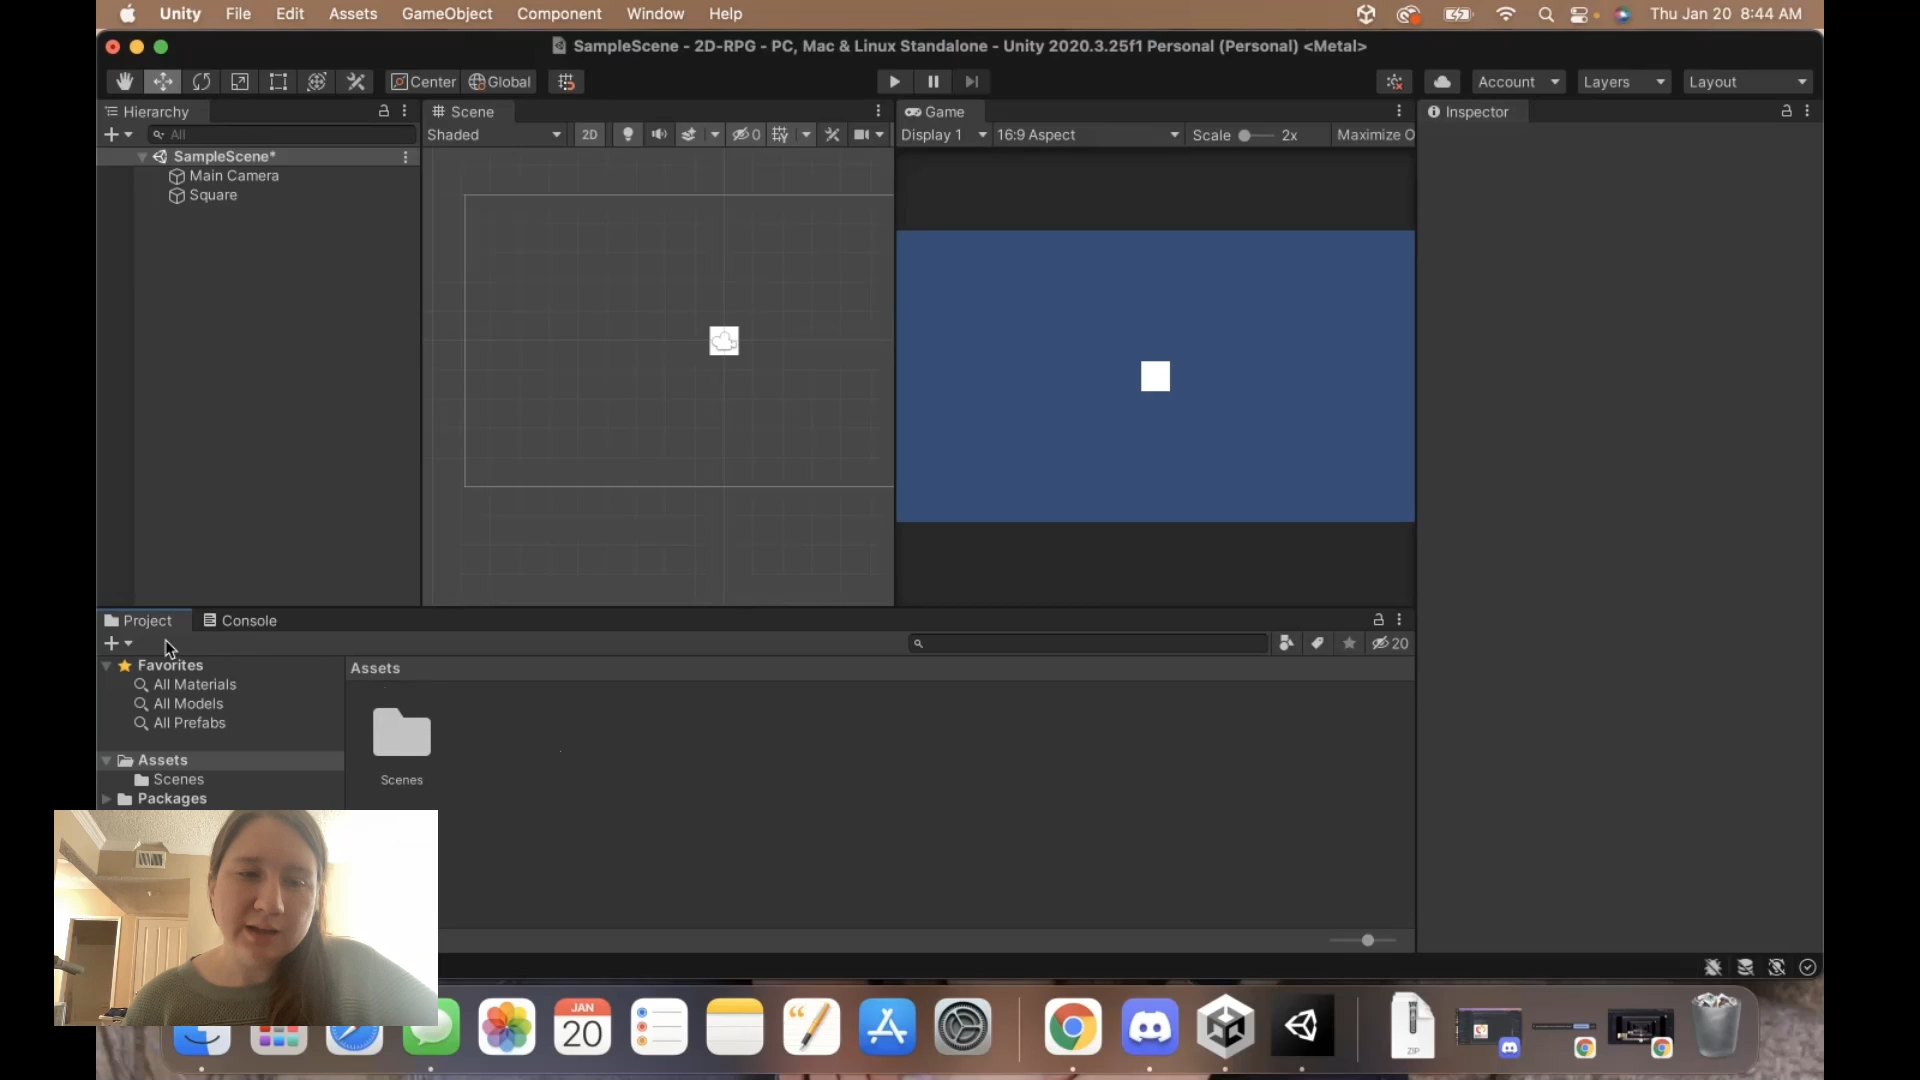 Unity File Edit Assets GameObject Component Window Help Thu Jan 20 8:44 AM
SampleScene - 2D-RPG - PC, Mac & Linux Standalone - Unity 2020.3.25f1 Personal (Personal) <Metal>
Center Global Account Layers Layout
Hierarchy Scene Game Inspector
All Shaded 2D 0 Display 1 16:9 Aspect Scale 2x Maximize O
SampleScene*
Main Camera
Square
Project Console
20
Favorites Assets
All Materials
All Models
All Prefabs
Assets
Scenes Scenes
Packages
JAN
20
ZIP